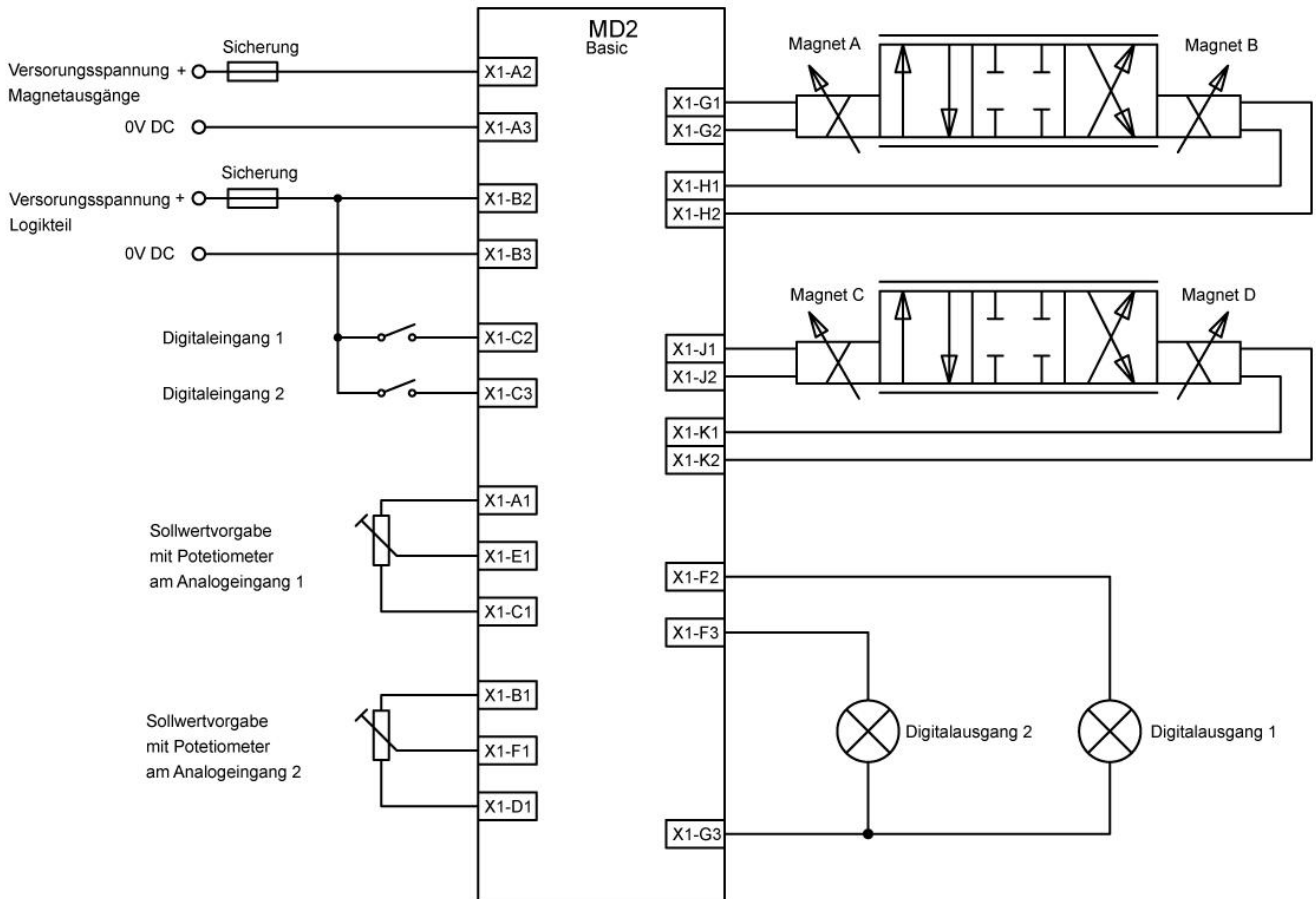 MD2
Basic
Sicherung
Versorungsspannung +
Magnetausgänge
X1-A2
0V DC
X1-A3
Sicherung
Versorungsspannung +
Logikteil
X1-B2
0V DC
X1-B3
Digitaleingang 1
X1-C2
Digitaleingang 2
X1-C3
X1-A1
Sollwertvorgabe
mit Potetiometer
am Analogeingang 1
X1-E1
X1-C1
X1-B1
Sollwertvorgabe
mit Potetiometer
am Analogeingang 2
X1-F1
X1-D1
Magnet A
Magnet B
X1-G1
X1-G2
X1-H1
X1-H2
Magnet C
Magnet D
X1-J1
X1-J2
X1-K1
X1-K2
X1-F2
X1-F3
Digitalausgang 2
Digitalausgang 1
X1-G3